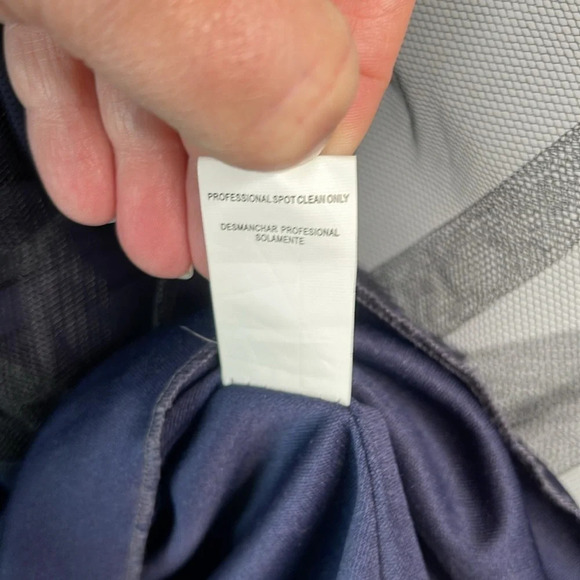 PROFESSIONAL SPOT CLEAN ONLY
DESMANCHAR PROFESIONAL
SOLAMENTE